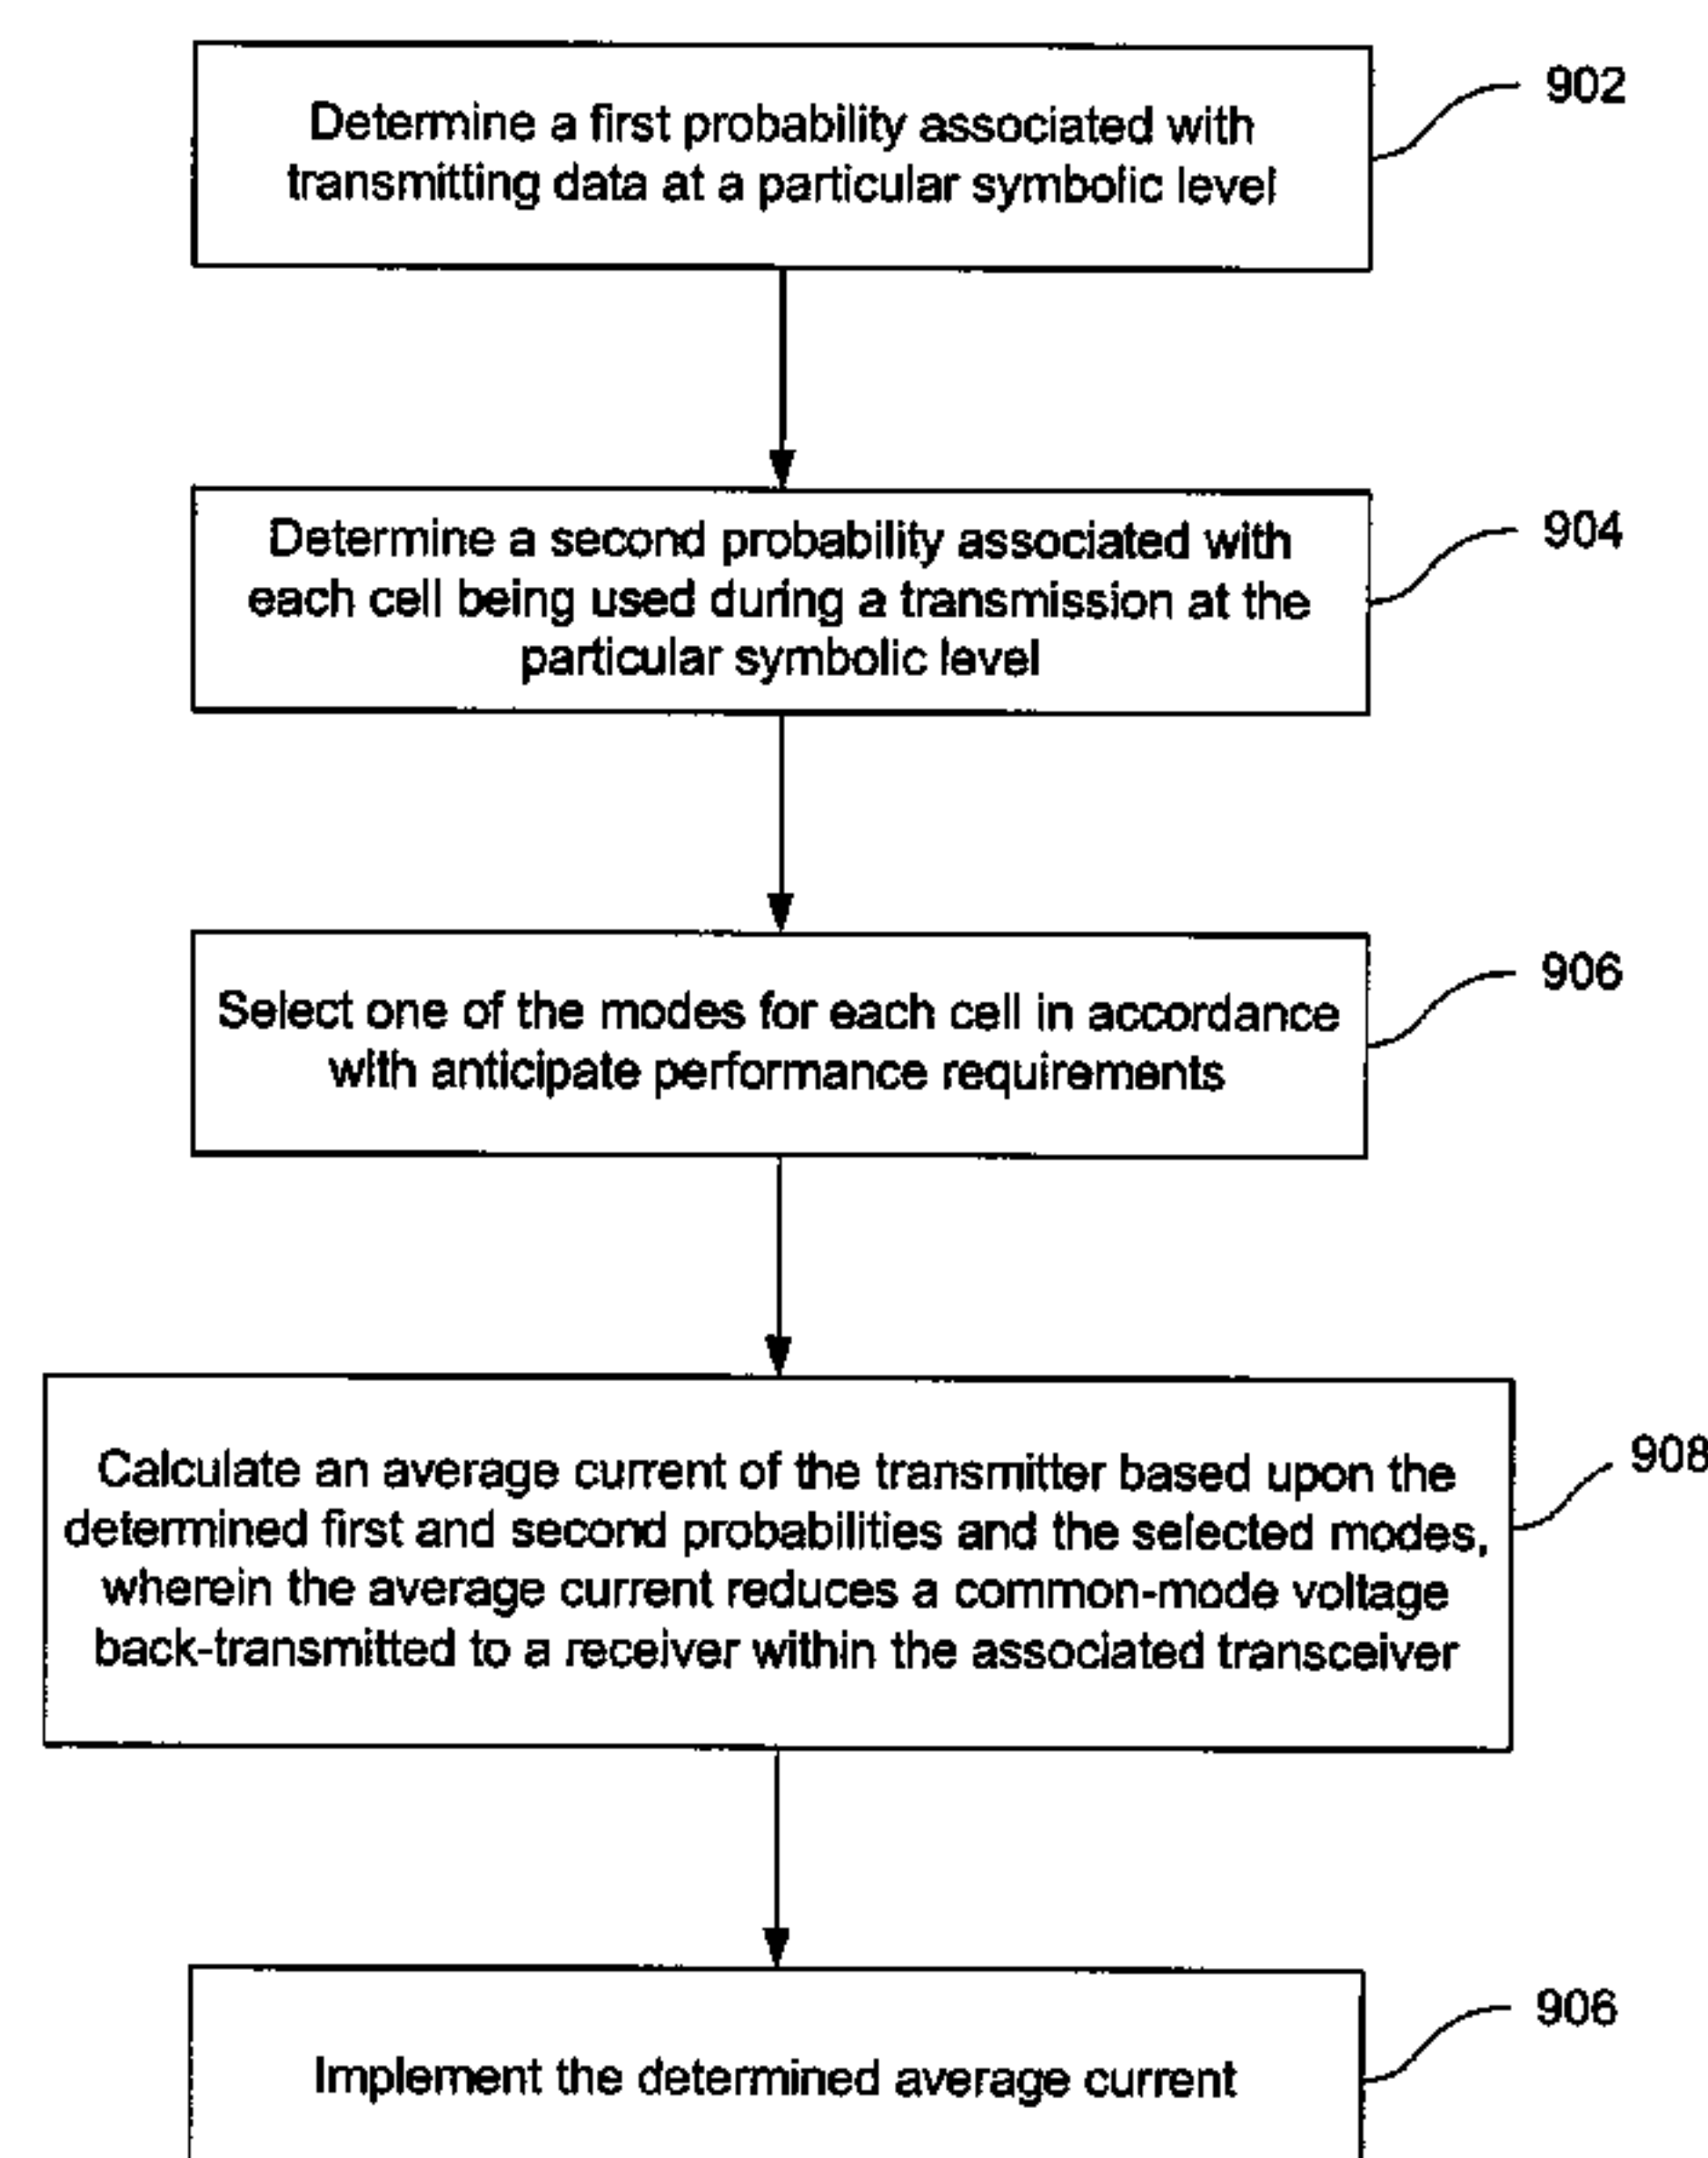 Determine a first probability associated with
transmitting data at a particular symbolic level
902
Determine a second probability associated with
each cell being used during a transmission at the
particular symbolic level
904
Select one of the modes for each cell in accordance
with anticipate performance requirements
906
Calculate an average current of the transmitter based upon the
determined first and second probabilities and the selected modes,
wherein the average current reduces a common-mode voltage
back-transmitted to a receiver within the associated transceiver
908
Implement the determined average current
906